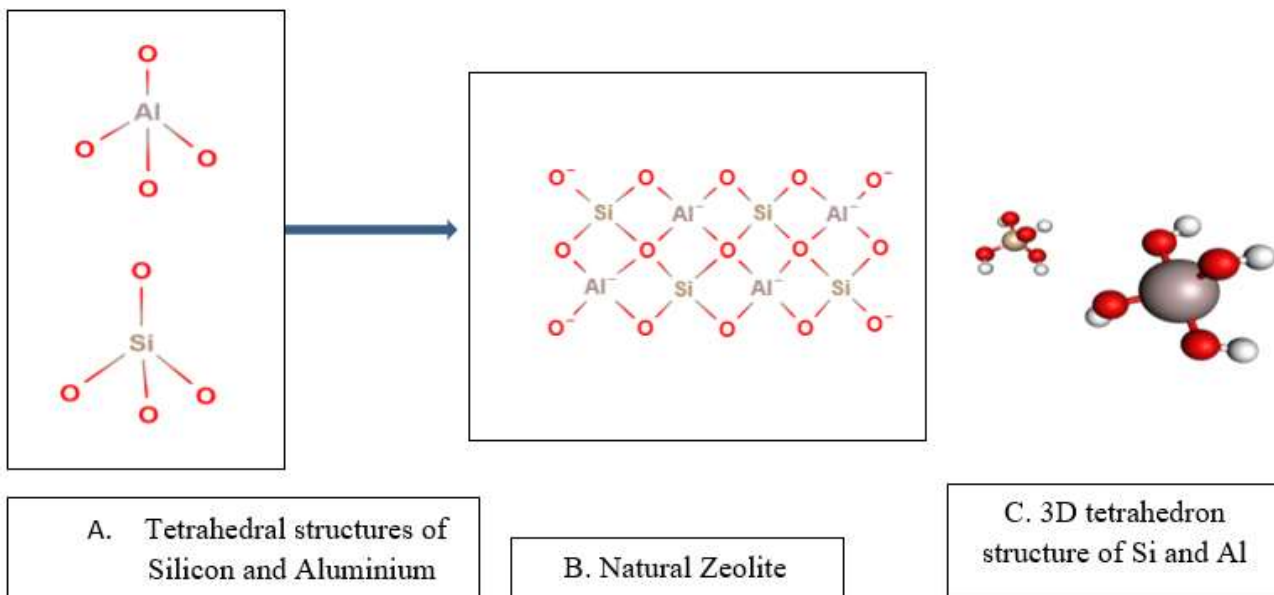 O
Al
O O
O
O
Si
O O
O
O⁻ O O O O⁻
Si Al⁻ Si Al⁻
O O O O O
Al⁻ Si Al⁻ Si
O⁻ O O O O⁻
A. Tetrahedral structures of
Silicon and Aluminium
B. Natural Zeolite
C. 3D tetrahedron
structure of Si and Al